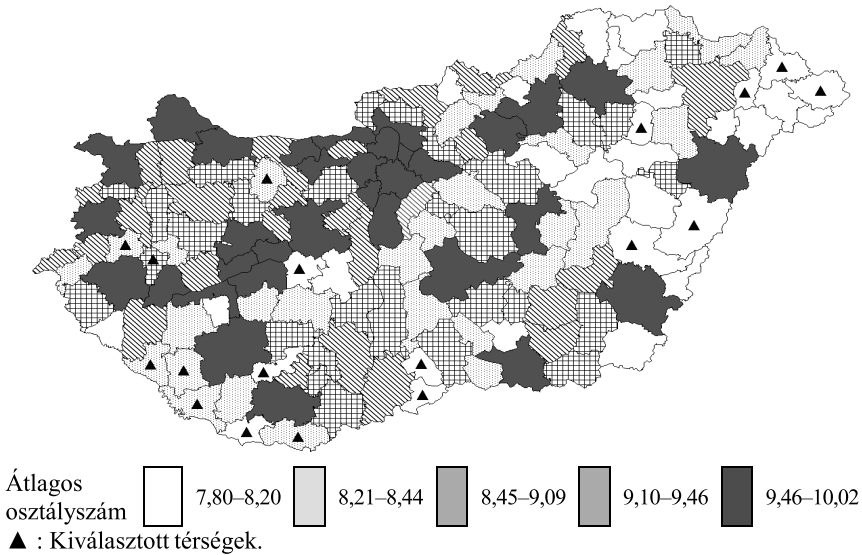 Átlagos
osztályszám
7,80–8,20
8,21–8,44
8,45–9,09
9,10–9,46
9,46–10,02
▲ : Kiválasztott térségek.